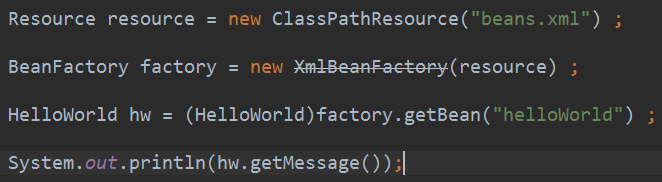 Resource resource = new ClassPathResource("beans.xml") ;
BeanFactory factory = new XmlBeanFactory(resource) ;
HelloWorld hw = (HelloWorld)factory.getBean("helloWorld") ;
System.out.println(hw.getMessage());